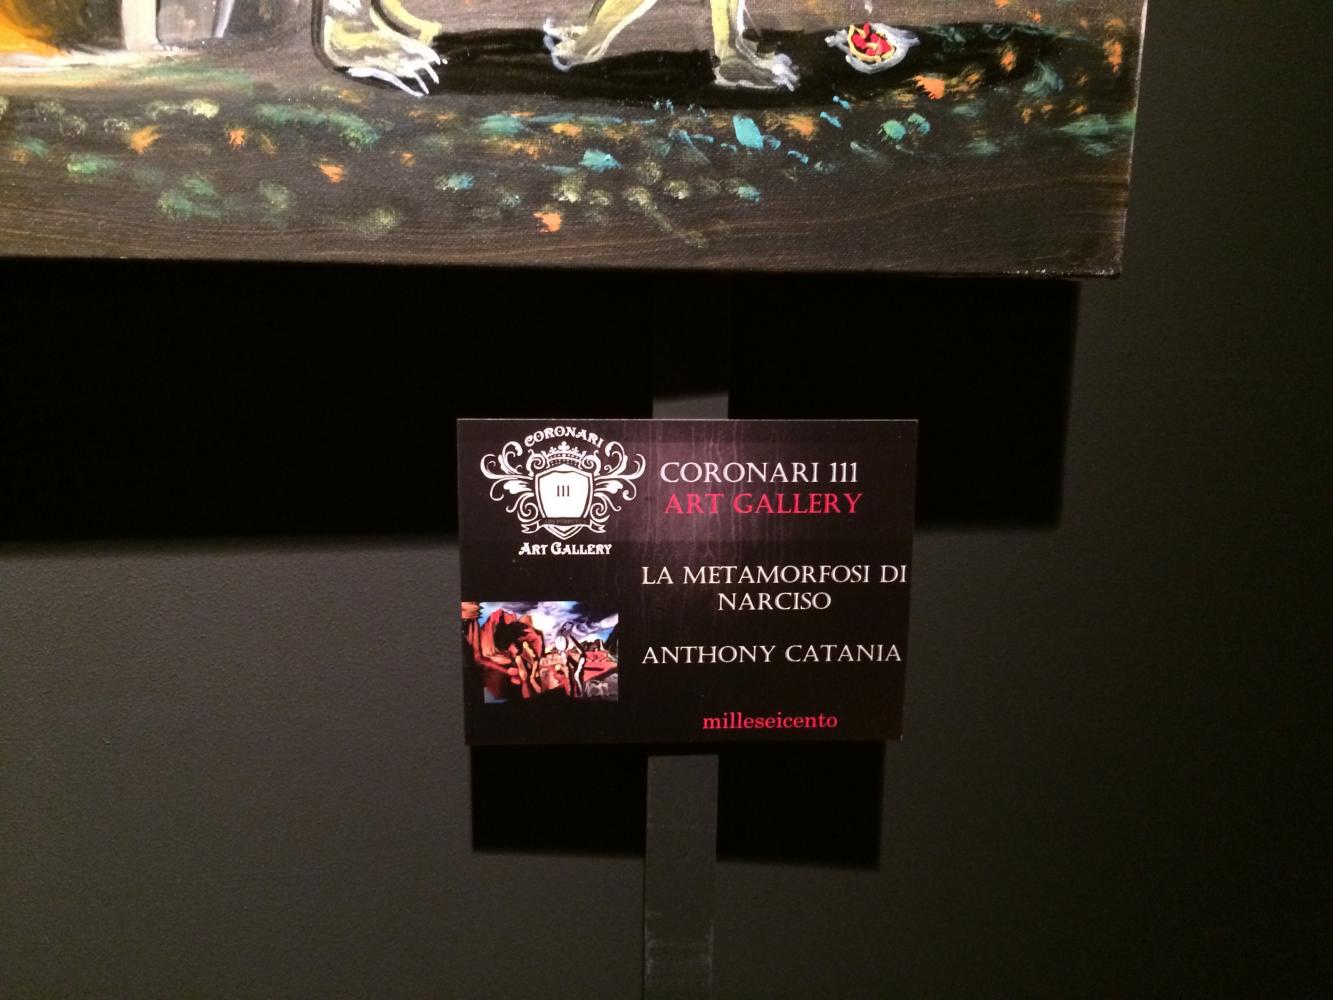 CORONARI
III
ART GALLERY
CORONARI 111
ART GALLERY
LA METAMORFOSI DI
NARCISO
ANTHONY CATANIA
milleseicento